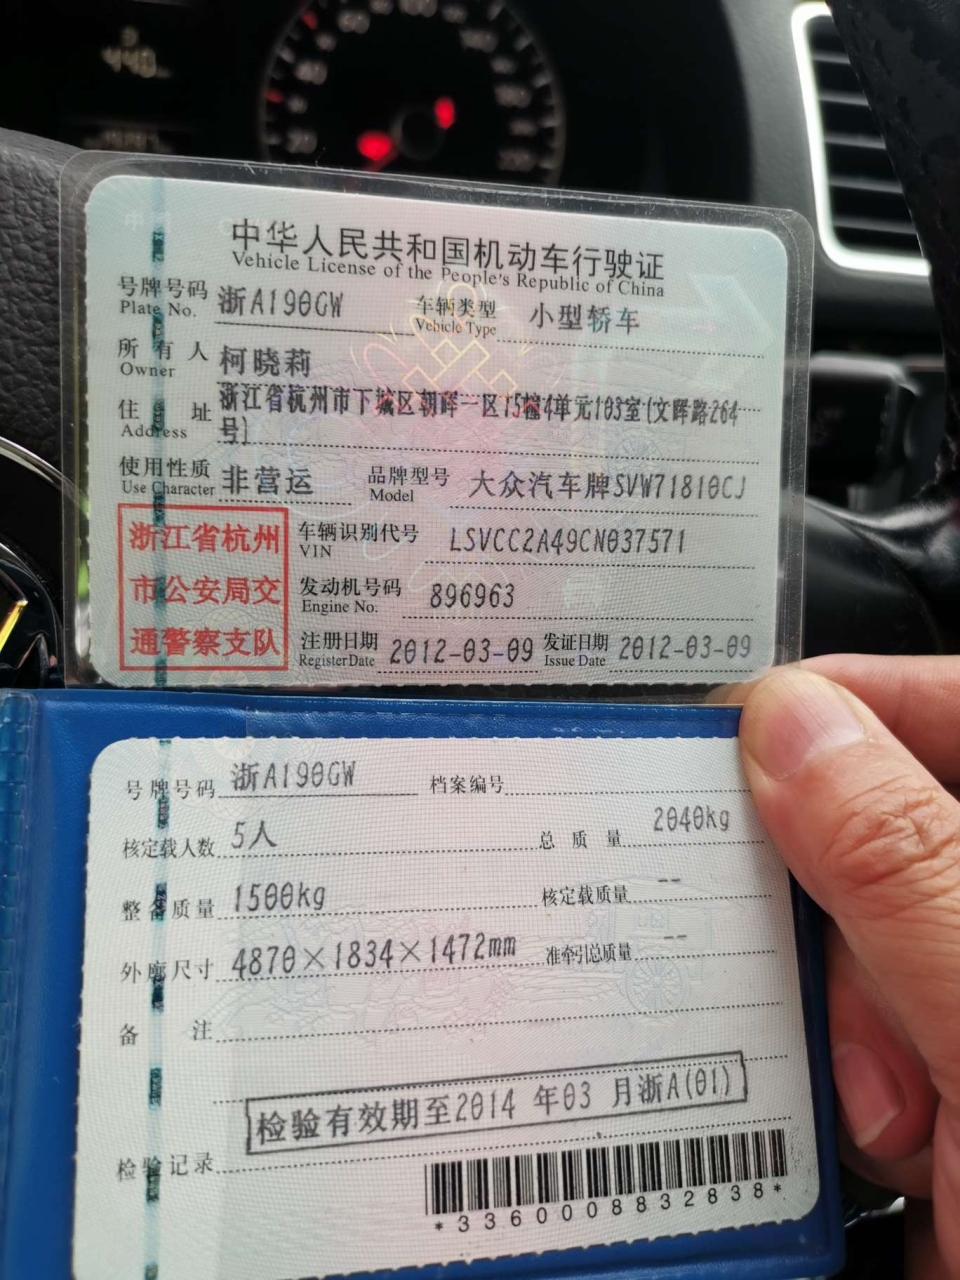 440
20
40
60
100
中华人民共和国机动车行驶证
Vehicle License of the People's Republic of China
号牌号码 浙A190GW 车辆类型 小型轿车
Plate No. Vehicle Type
所有人 柯晓莉
Owner
住址 浙江省杭州市下城区朝晖一区15幢4单元103室(文晖路264
Address 号)
使用性质 非营运 品牌型号 大众汽车牌SVW71810CJ
Use Character Model
浙江省杭州
市公安局交
通警察支队
车辆识别代号 LSVCC2A49CN037571
VIN
发动机号码 896963
Engine No.
注册日期 2012-03-09 发证日期 2012-03-09
Register Date Issue Date
号牌号码 浙A190GW 档案编号
核定载人数 5人 总质量 2040kg
整备质量 1500kg 核定载质量 --
外廓尺寸 4870×1834×1472mm 准牵引总质量 --
备注
检验有效期至2014 年03 月浙A(01)
检验记录
*3360008832838*